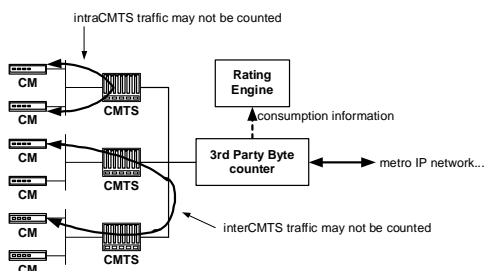 intraCMTS traffic may not be counted
CM
CM
CMTS
Rating
Engine
consumption information
CM
CM
CMTS
3rd Party Byte
counter
metro IP network...
CM
CM
CMTS
interCMTS traffic may not be counted